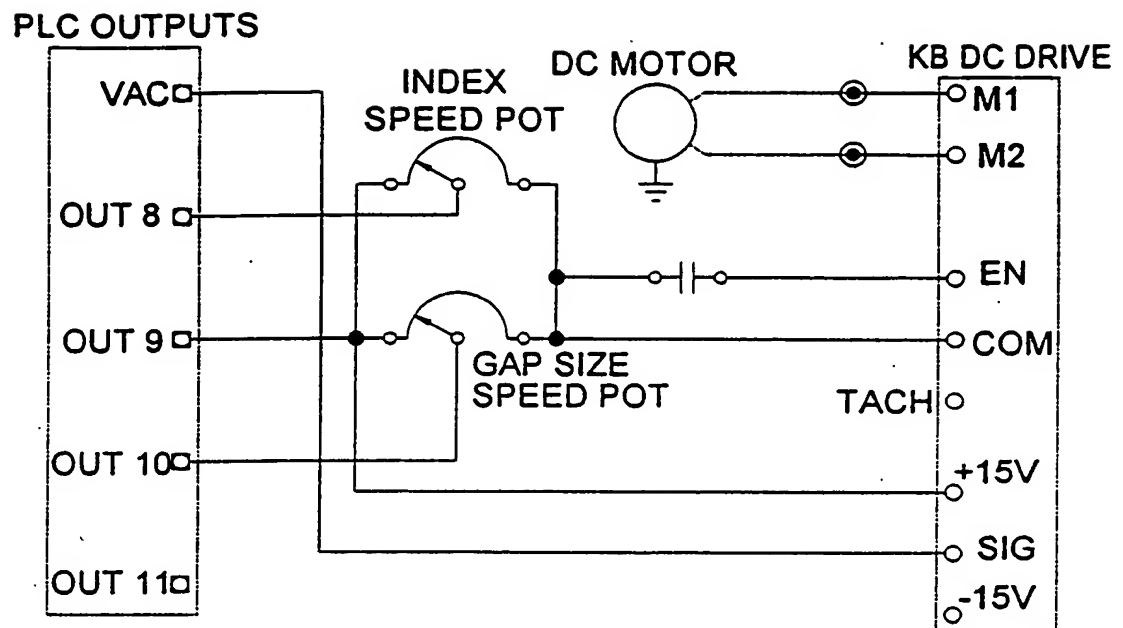 PLC OUTPUTS
VAC
OUT 8
OUT 9
OUT 10
OUT 11
INDEX
SPEED POT
GAP SIZE
SPEED POT
DC MOTOR
KB DC DRIVE
M1
M2
EN
COM
TACH
+15V
SIG
-15V